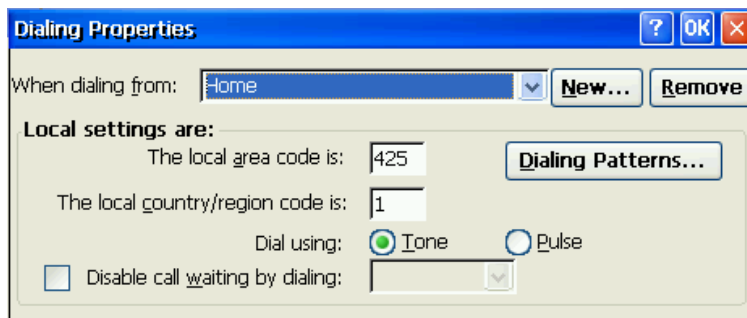 Dialing Properties ? OK ×
When dialing from: Home New... Remove
Local settings are:
The local area code is: 425 Dialing Patterns...
The local country/region code is: 1
Dial using: Tone Pulse
Disable call waiting by dialing: